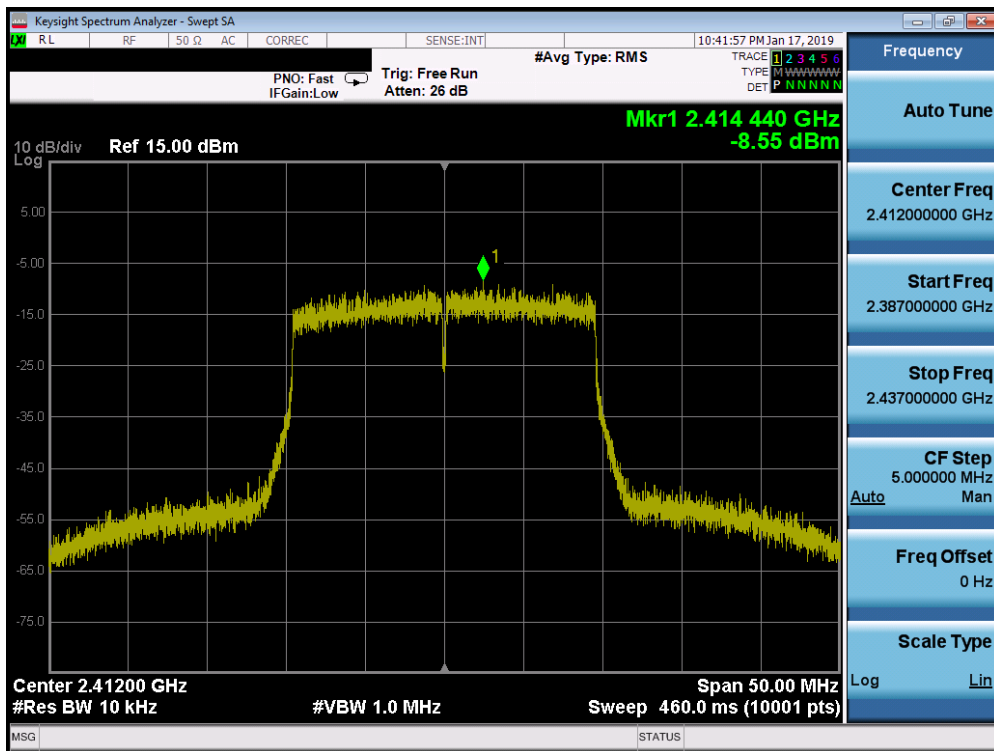 Keysight Spectrum Analyzer - Swept SA
LXI RL RF 50 Ω AC CORREC SENSE:INT 10:41:57 PM Jan 17, 2019
#Avg Type: RMS TRACE 1 2 3 4 5 6
PNO: Fast Trig: Free Run TYPE M WWWWW
IFGain:Low Atten: 26 dB DET P N N N N N
Mkr1 2.414 440 GHz
-8.55 dBm
10 dB/div Ref 15.00 dBm
Log
5.00
-5.00
-15.0
-25.0
-35.0
-45.0
-55.0
-65.0
-75.0
1
Center 2.41200 GHz Span 50.00 MHz
#Res BW 10 kHz #VBW 1.0 MHz Sweep 460.0 ms (10001 pts)
MSG STATUS
Frequency
Auto Tune
Center Freq
2.412000000 GHz
Start Freq
2.387000000 GHz
Stop Freq
2.437000000 GHz
CF Step
5.000000 MHz
Auto Man
Freq Offset
0 Hz
Scale Type
Log Lin